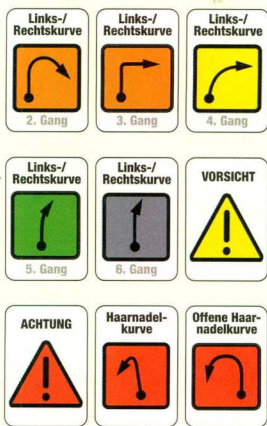 Links-/
Rechtskurve
2. Gang
Links-/
Rechtskurve
3. Gang
Links-/
Rechtskurve
4. Gang
Links-/
Rechtskurve
5. Gang
Links-/
Rechtskurve
6. Gang
VORSICHT
!
ACHTUNG
!
Haarnadel-
kurve
Offene Haar-
nadelkurve